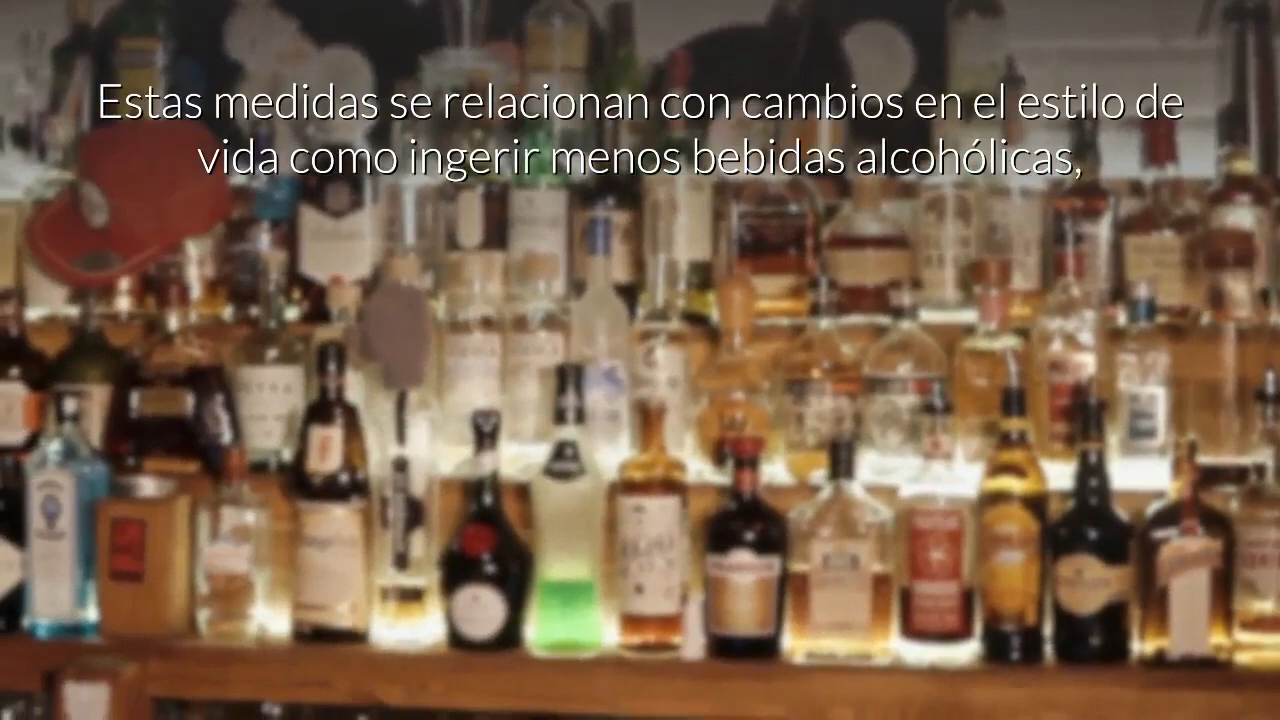 Estas medidas se relacionan con cambios en el estilo de
vida como ingerir menos bebidas alcohólicas,